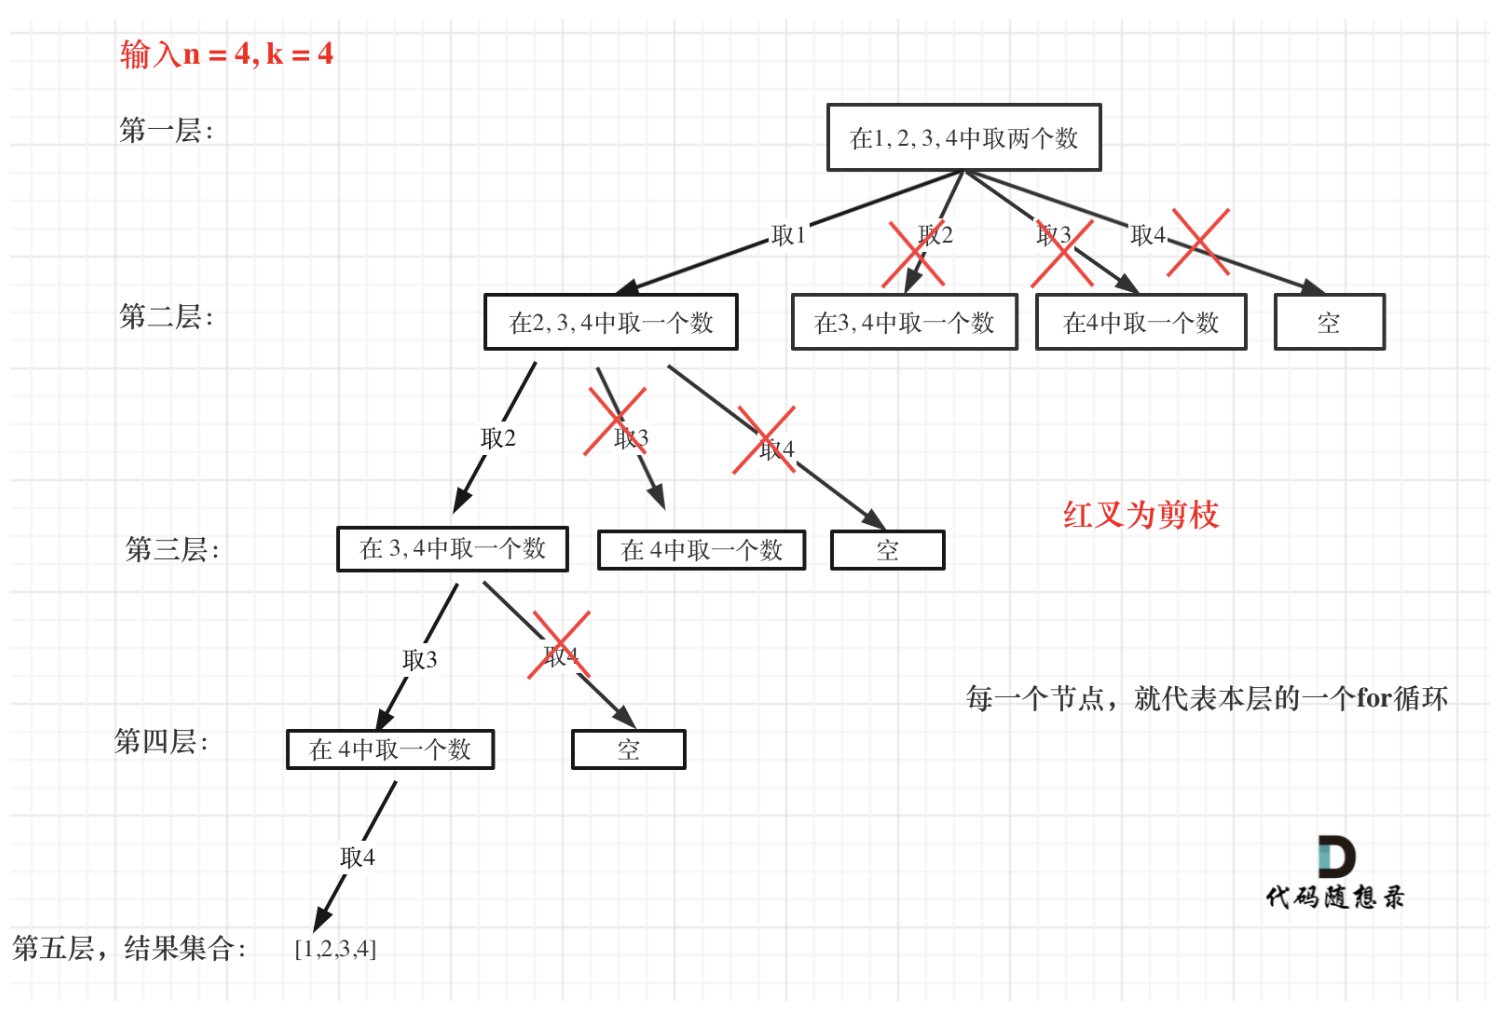 输入n = 4, k = 4
第一层：
在1, 2, 3, 4中取两个数
取1
取2
取3
取4
第二层：
在2, 3, 4中取一个数
在3, 4中取一个数
在4中取一个数
空
取2
取3
取4
红叉为剪枝
第三层：
在 3, 4中取一个数
在 4中取一个数
空
取3
取4
每一个节点，就代表本层的一个for循环
第四层：
在 4中取一个数
空
取4
代码随想录
第五层，结果集合：
[1,2,3,4]